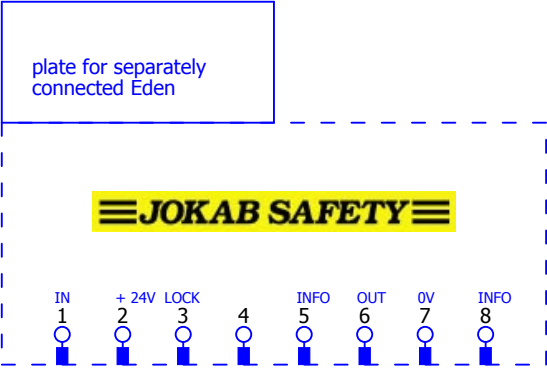 plate for separately
connected Eden
JOKAB SAFETY
IN + 24V LOCK INFO OUT 0V INFO
1 2 3 4 5 6 7 8